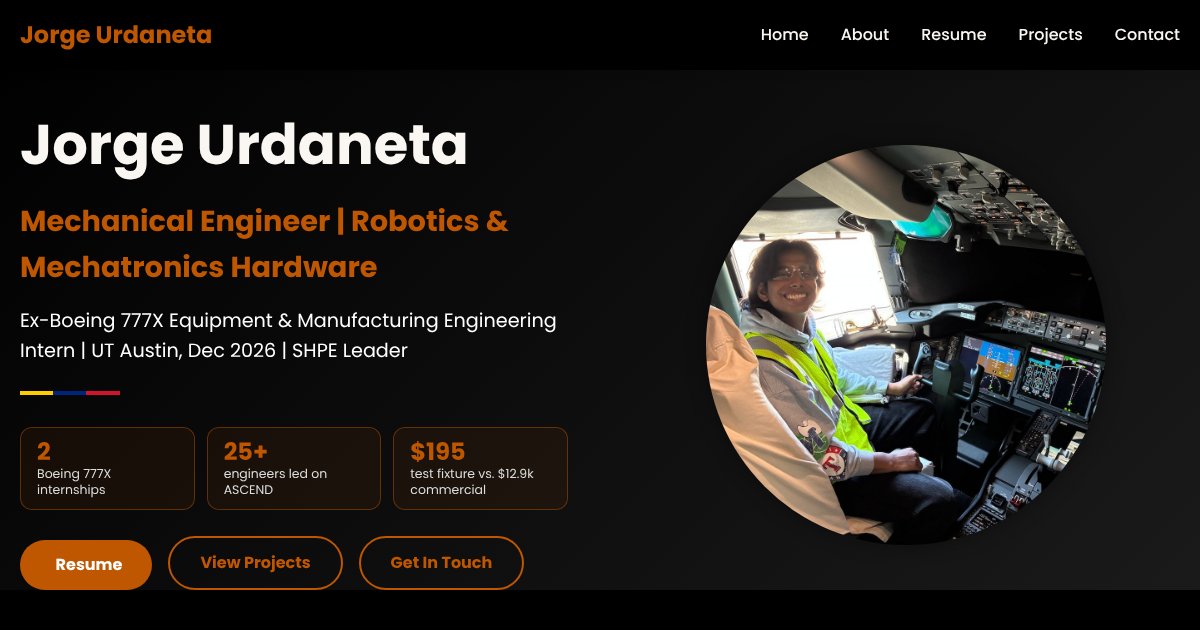 Jorge Urdaneta
Home
About
Resume
Projects
Contact
Jorge Urdaneta
Mechanical Engineer | Robotics &
Mechatronics Hardware
Ex-Boeing 777X Equipment & Manufacturing Engineering
Intern | UT Austin, Dec 2026 | SHPE Leader
2
Boeing 777X
internships
25+
engineers led on
ASCEND
$195
test fixture vs. $12.9k
commercial
Resume
View Projects
Get In Touch